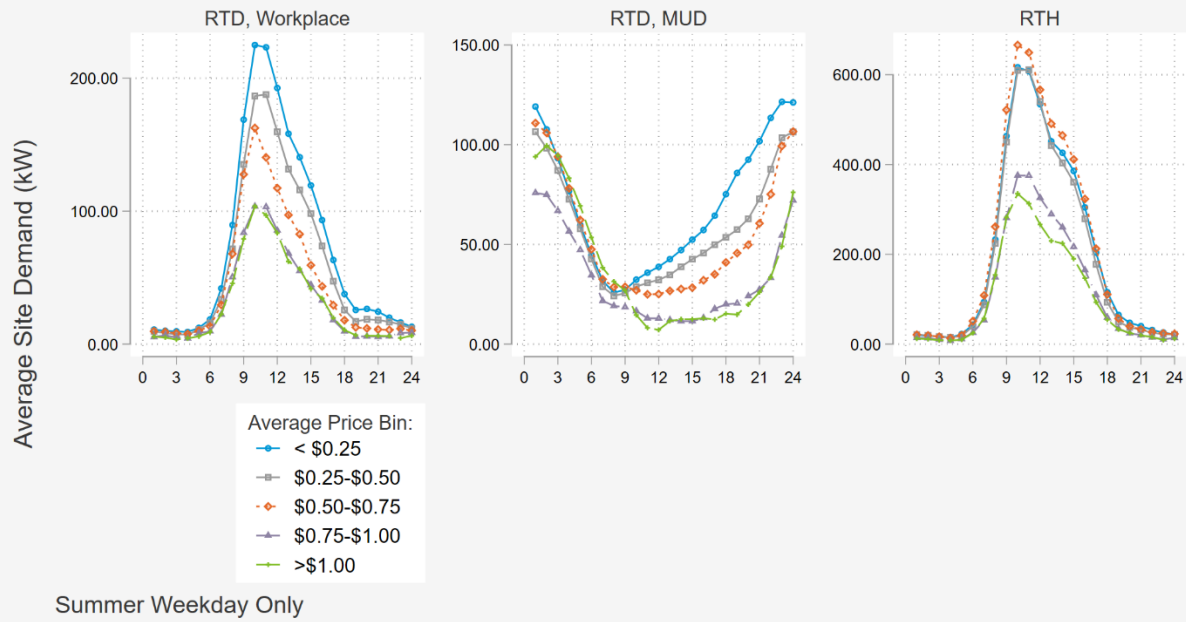 RTD, Workplace
RTD, MUD
RTH
Average Site Demand (kW)
200.00
100.00
0.00
0 3 6 9 12 15 18 21 24
150.00
100.00
50.00
0.00
0 3 6 9 12 15 18 21 24
600.00
400.00
200.00
0.00
0 3 6 9 12 15 18 21 24
Average Price Bin:
< $0.25
$0.25-$0.50
$0.50-$0.75
$0.75-$1.00
>$1.00
Summer Weekday Only